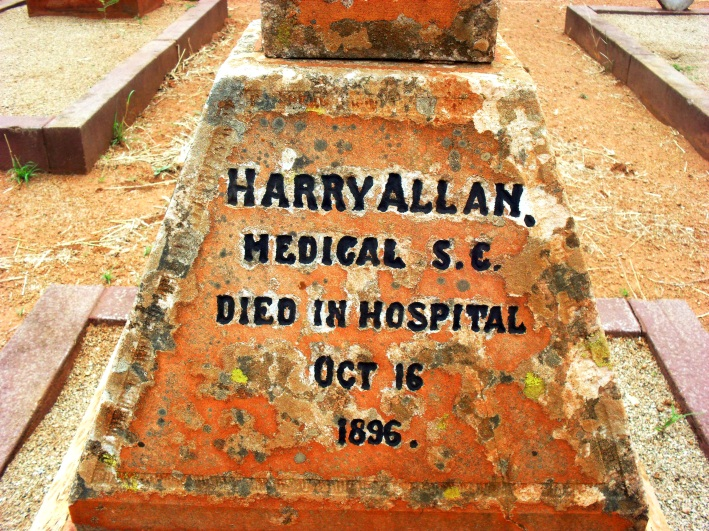 HARRY ALLAN.
MEDICAL S.C.
DIED IN HOSPITAL
OCT 16
1896.